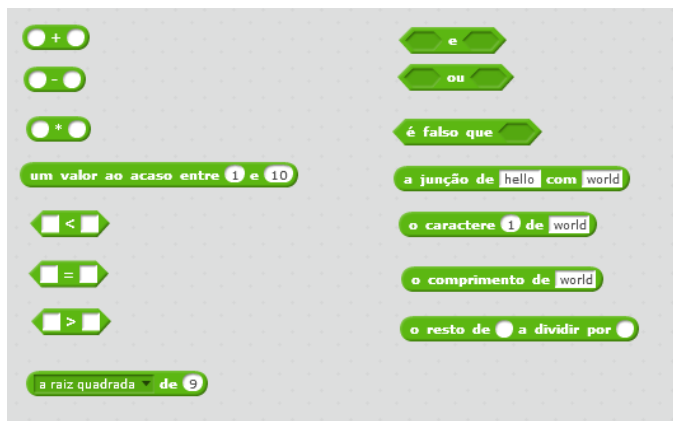 +
-
*
um valor ao acaso entre 1 e 10
<
=
>
a raiz quadrada de 9
e
ou
é falso que
a junção de hello com world
o caractere 1 de world
o comprimento de world
o resto de a dividir por